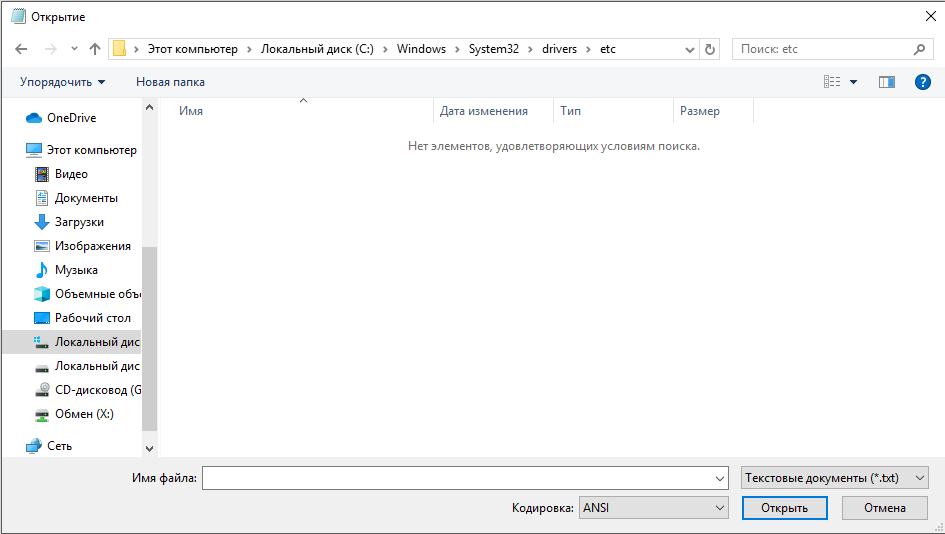 Открытие
Этот компьютер > Локальный диск (C:) > Windows > System32 > drivers > etc
Поиск: etc
Упорядочить
Новая папка
?
Имя
Дата изменения
Тип
Размер
Нет элементов, удовлетворяющих условиям поиска.
OneDrive
Этот компьютер
Видео
Документы
Загрузки
Изображения
Музыка
Объемные объ
Рабочий стол
Локальный дис
Локальный дис
CD-дисковод (G
Обмен (X:)
Сеть
Имя файла:
Текстовые документы (*.txt)
Кодировка:
ANSI
Открыть
Отмена